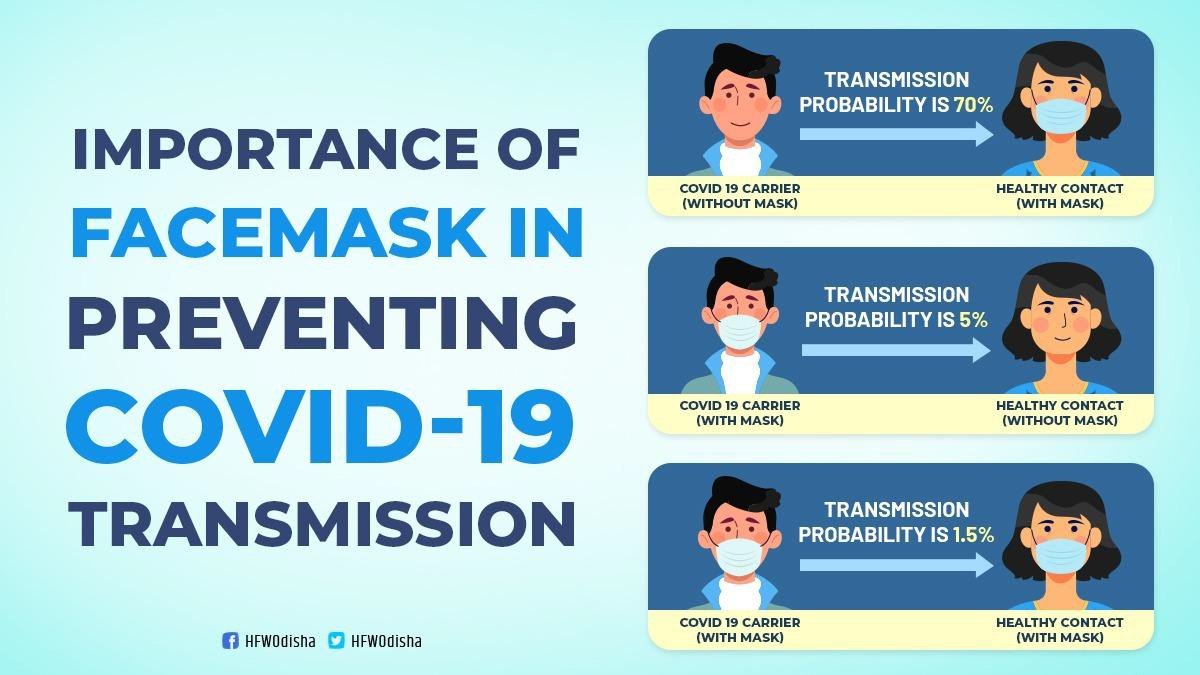 IMPORTANCE OF
FACEMASK IN
PREVENTING
COVID-19
TRANSMISSION
HFWOdisha HFWOdisha
TRANSMISSION
PROBABILITY IS 70%
COVID 19 CARRIER
(WITHOUT MASK)
HEALTHY CONTACT
(WITH MASK)
TRANSMISSION
PROBABILITY IS 5%
COVID 19 CARRIER
(WITH MASK)
HEALTHY CONTACT
(WITHOUT MASK)
TRANSMISSION
PROBABILITY IS 1.5%
COVID 19 CARRIER
(WITH MASK)
HEALTHY CONTACT
(WITH MASK)